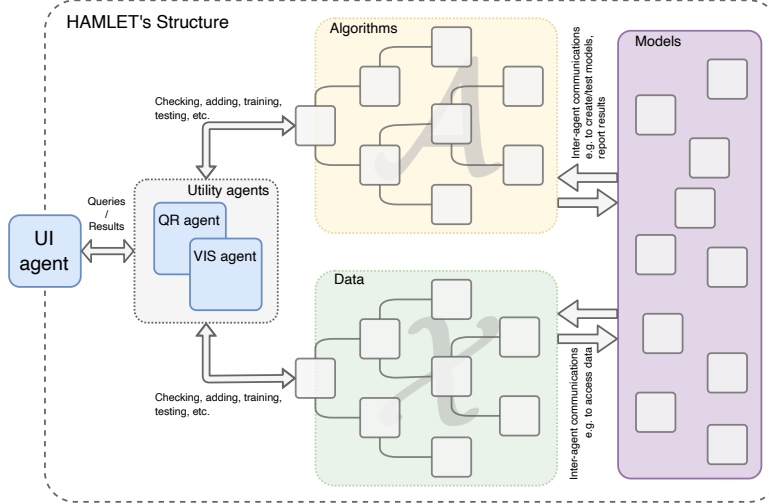 HAMLET's Structure
Algorithms
Models
Inter-agent communications
e.g. to create/test models,
report results
Checking, adding, training,
testing, etc.
A
Utility agents
Queries
/
Results
QR agent
UI
agent
VIS agent
Data
X
Checking, adding, training,
testing, etc.
Inter-agent communications
e.g. to access data